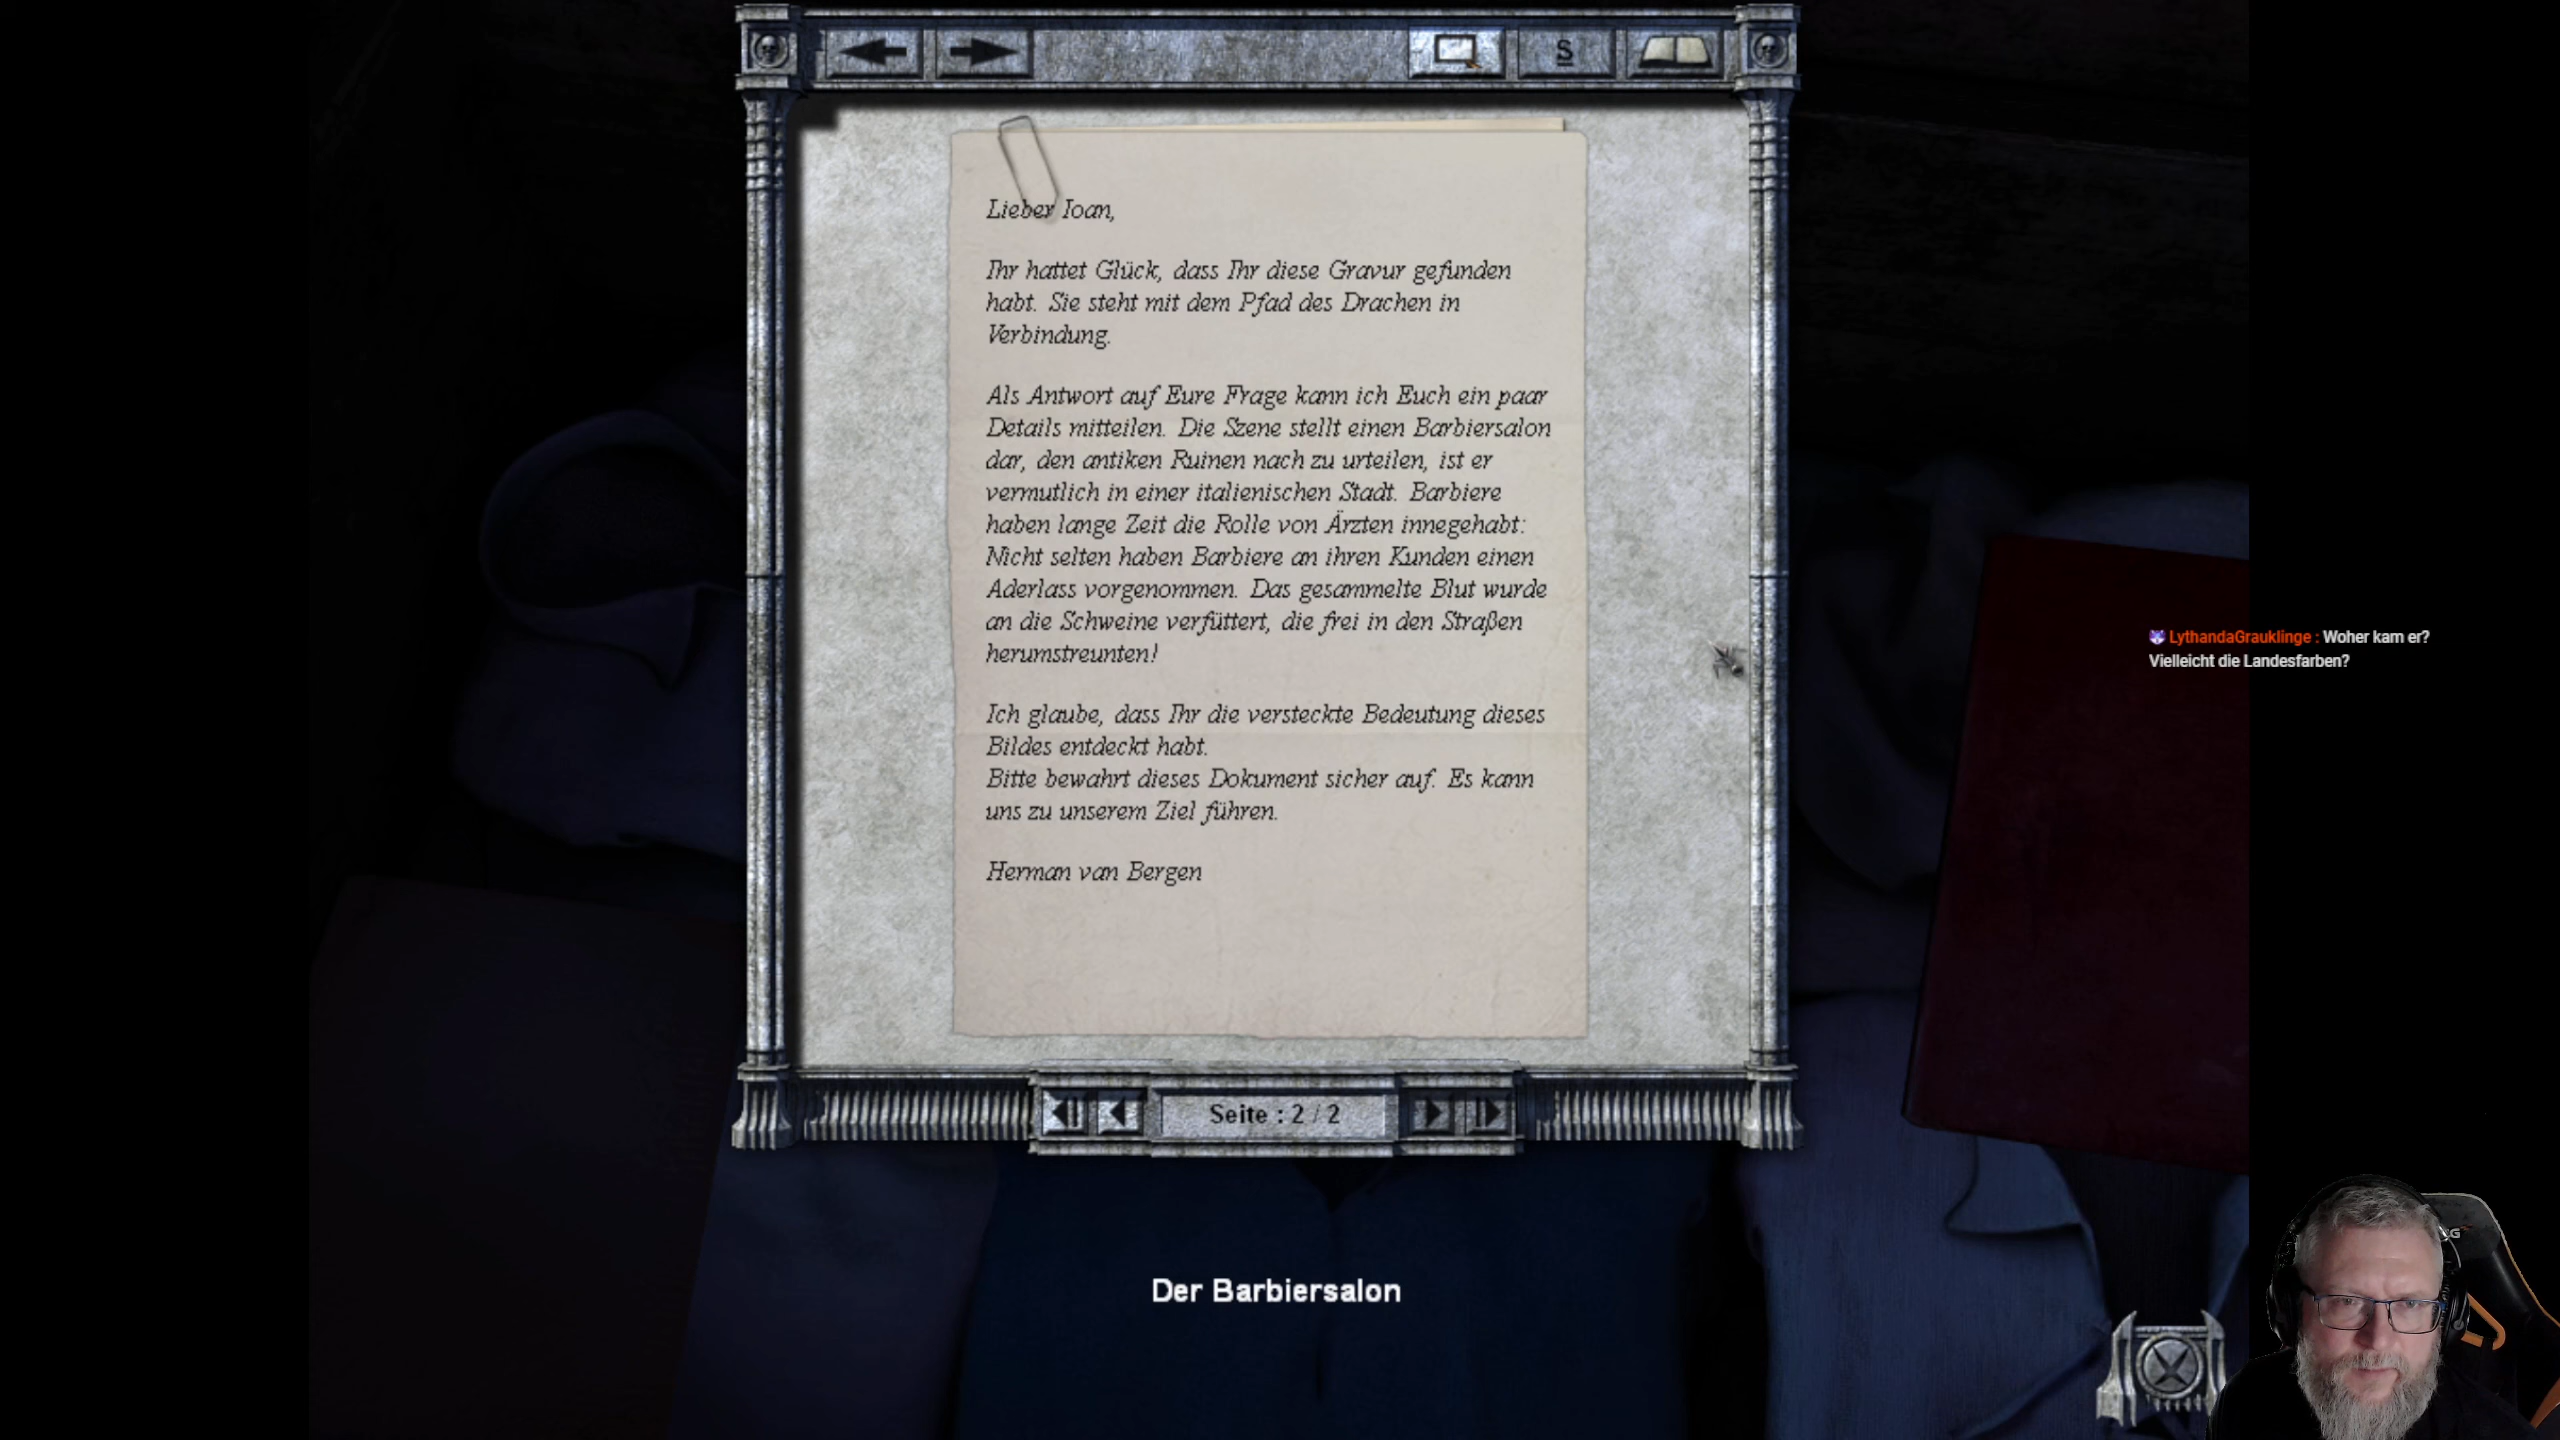 S
Lieber Ioan,
Ihr hattet Glück, dass Ihr diese Gravur gefunden
habt. Sie steht mit dem Pfad des Drachen in
Verbindung.
Als Antwort auf Eure Frage kann ich Euch ein paar
Details mitteilen. Die Szene stellt einen Barbiersalon
dar, den antiken Ruinen nach zu urteilen, ist er
vermutlich in einer italienischen Stadt. Barbiere
haben lange Zeit die Rolle von Ärzten innegehabt:
Nicht selten haben Barbiere an ihren Kunden einen
Aderlass vorgenommen. Das gesammelte Blut wurde
an die Schweine verfüttert, die frei in den Straßen
herumstreunten!
Ich glaube, dass Ihr die versteckte Bedeutung dieses
Bildes entdeckt habt.
Bitte bewahrt dieses Dokument sicher auf. Es kann
uns zu unserem Ziel führen.
Herman van Bergen
Seite : 2 / 2
Der Barbiersalon
LythandaGrauklinge : Woher kam er?
Vielleicht die Landesfarben?